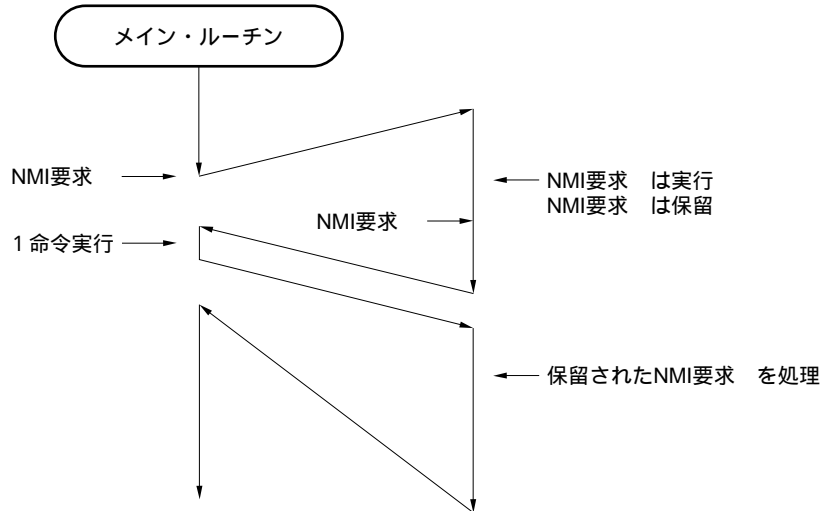 メイン・ルーチン
NMI要求
NMI要求 は実行
NMI要求 は保留
NMI要求
1命令実行
保留されたNMI要求 を処理